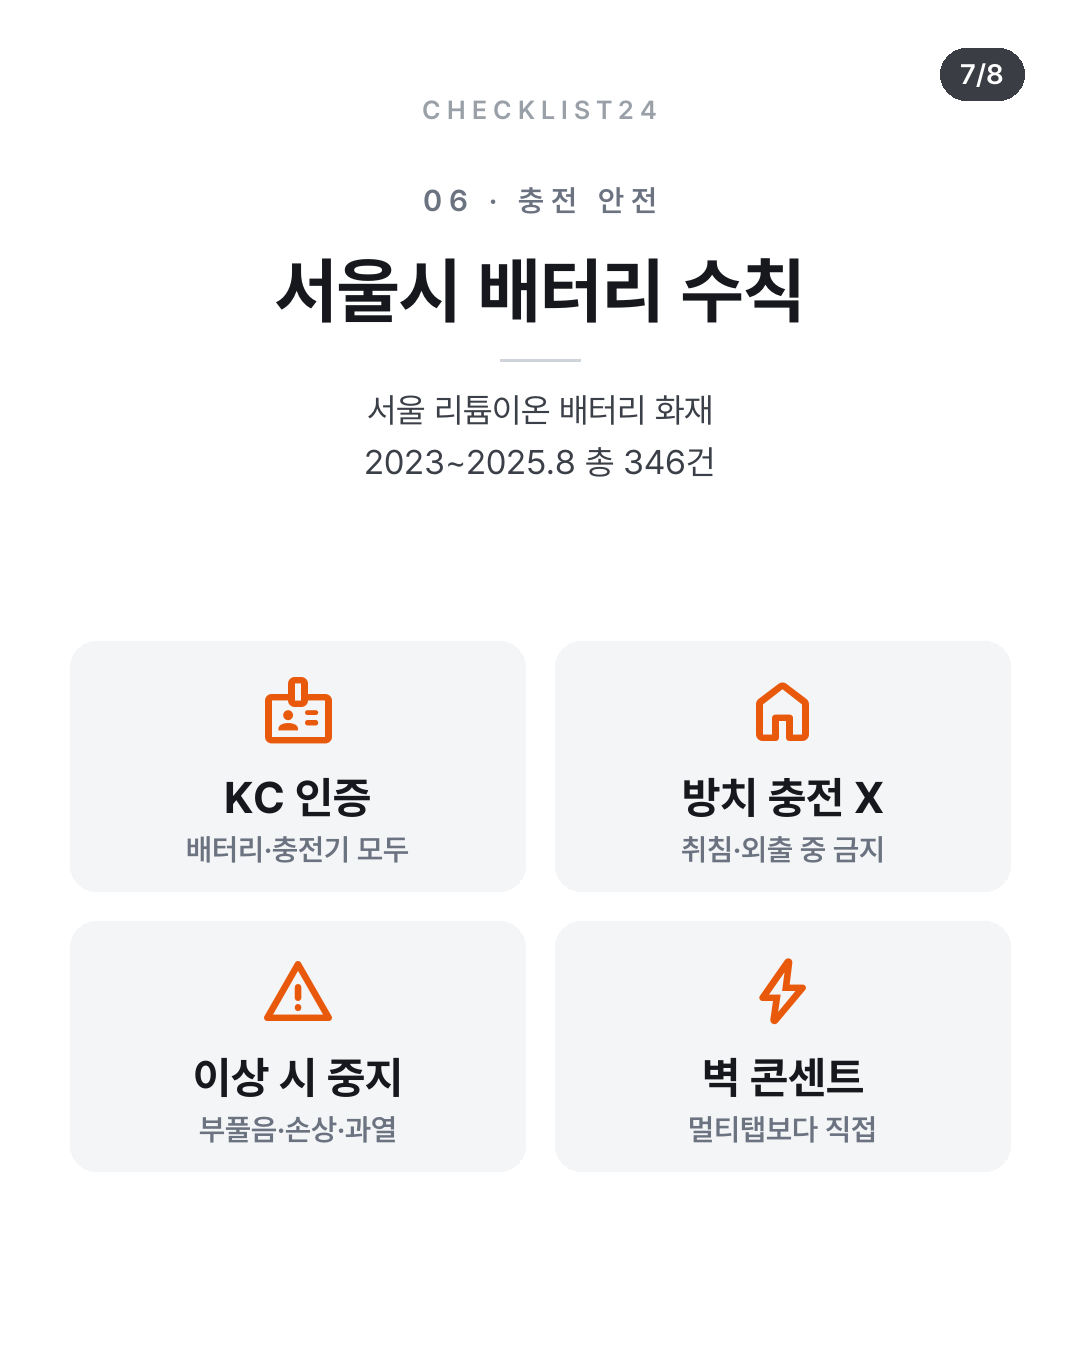 7/8
CHECKLIST24
06 · 충전 안전
서울시 배터리 수칙
서울 리튬이온 배터리 화재
2023~2025.8 총 346건
KC 인증
배터리·충전기 모두
방치 충전 X
취침·외출 중 금지
이상 시 중지
부풀음·손상·과열
벽 콘센트
멀티탭보다 직접